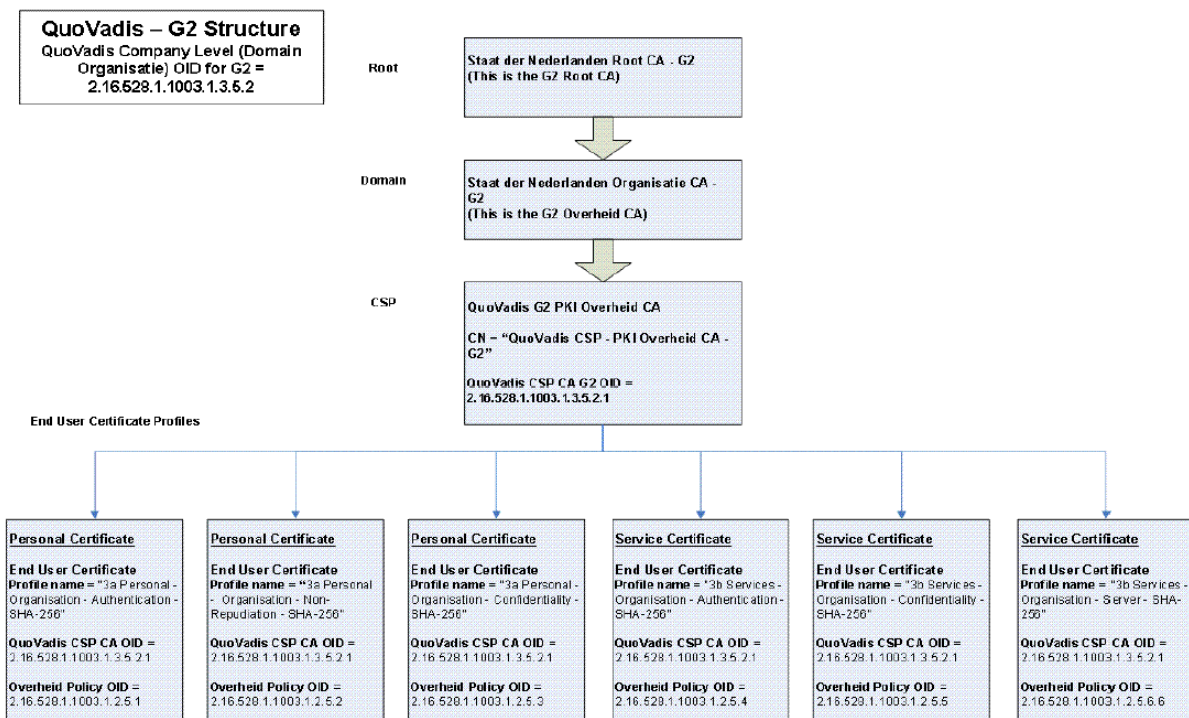 QuoVadis – G2 Structure
QuoVadis Company Level (Domain
Organisatie) OID for G2 =
2.16.528.1.1003.1.3.5.2
Root
Staat der Nederlanden Root CA - G2
(This is the G2 Root CA)
Domain
Staat der Nederlanden Organisatie CA -
G2
(This is the G2 Overheid CA)
CSP
QuoVadis G2 PKI Overheid CA
CN – “QuoVadis CSP - PKI Overheid CA -
G2”
QuoVadis CSP CA G2 OID =
2.16.528.1.1003.1.3.5.2.1
End User Certificate Profiles
Personal Certificate
End User Certificate
Profile name = "3a Personal -
Organisation - Authentication -
SHA-256"
QuoVadis CSP CA OID =
2.16.528.1.1003.1.3.5.2.1
Overheid Policy OID =
2.16.528.1.1003.1.2.5.1
Personal Certificate
End User Certificate
Profile name = “3a Personal
- Organisation - Non-
Repudiation - SHA-256"
QuoVadis CSP CA OID =
2.16.528.1.1003.1.3.5.2.1
Overheid Policy OID =
2.16.528.1.1003.1.2.5.2
Personal Certificate
End User Certificate
Profile name = "3a Personal -
Organisation - Confidentiality -
SHA-256"
QuoVadis CSP CA OID =
2.16.528.1.1003.1.3.5.2.1
Overheid Policy OID =
2.16.528.1.1003.1.2.5.3
Service Certificate
End User Certificate
Profile name = "3b Services -
Organisation - Authentication -
SHA-256"
QuoVadis CSP CA OID =
2.16.528.1.1003.1.3.5.2.1
Overheid Policy OID =
2.16.528.1.1003.1.2.5.4
Service Certificate
End User Certificate
Profile name = "3b Services -
Organisation - Confidentiality -
SHA-256"
QuoVadis CSP CA OID =
2.16.528.1.1003.1.3.5.2.1
Overheid Policy OID =
2.16.528.1.1003.1.2.5.5
Service Certificate
End User Certificate
Profile name = "3b Services -
Organisation - Server - SHA-
256"
QuoVadis CSP CA OID =
2.16.528.1.1003.1.3.5.2.1
Overheid Policy OID =
2.16.528.1.1003.1.2.5.6.6